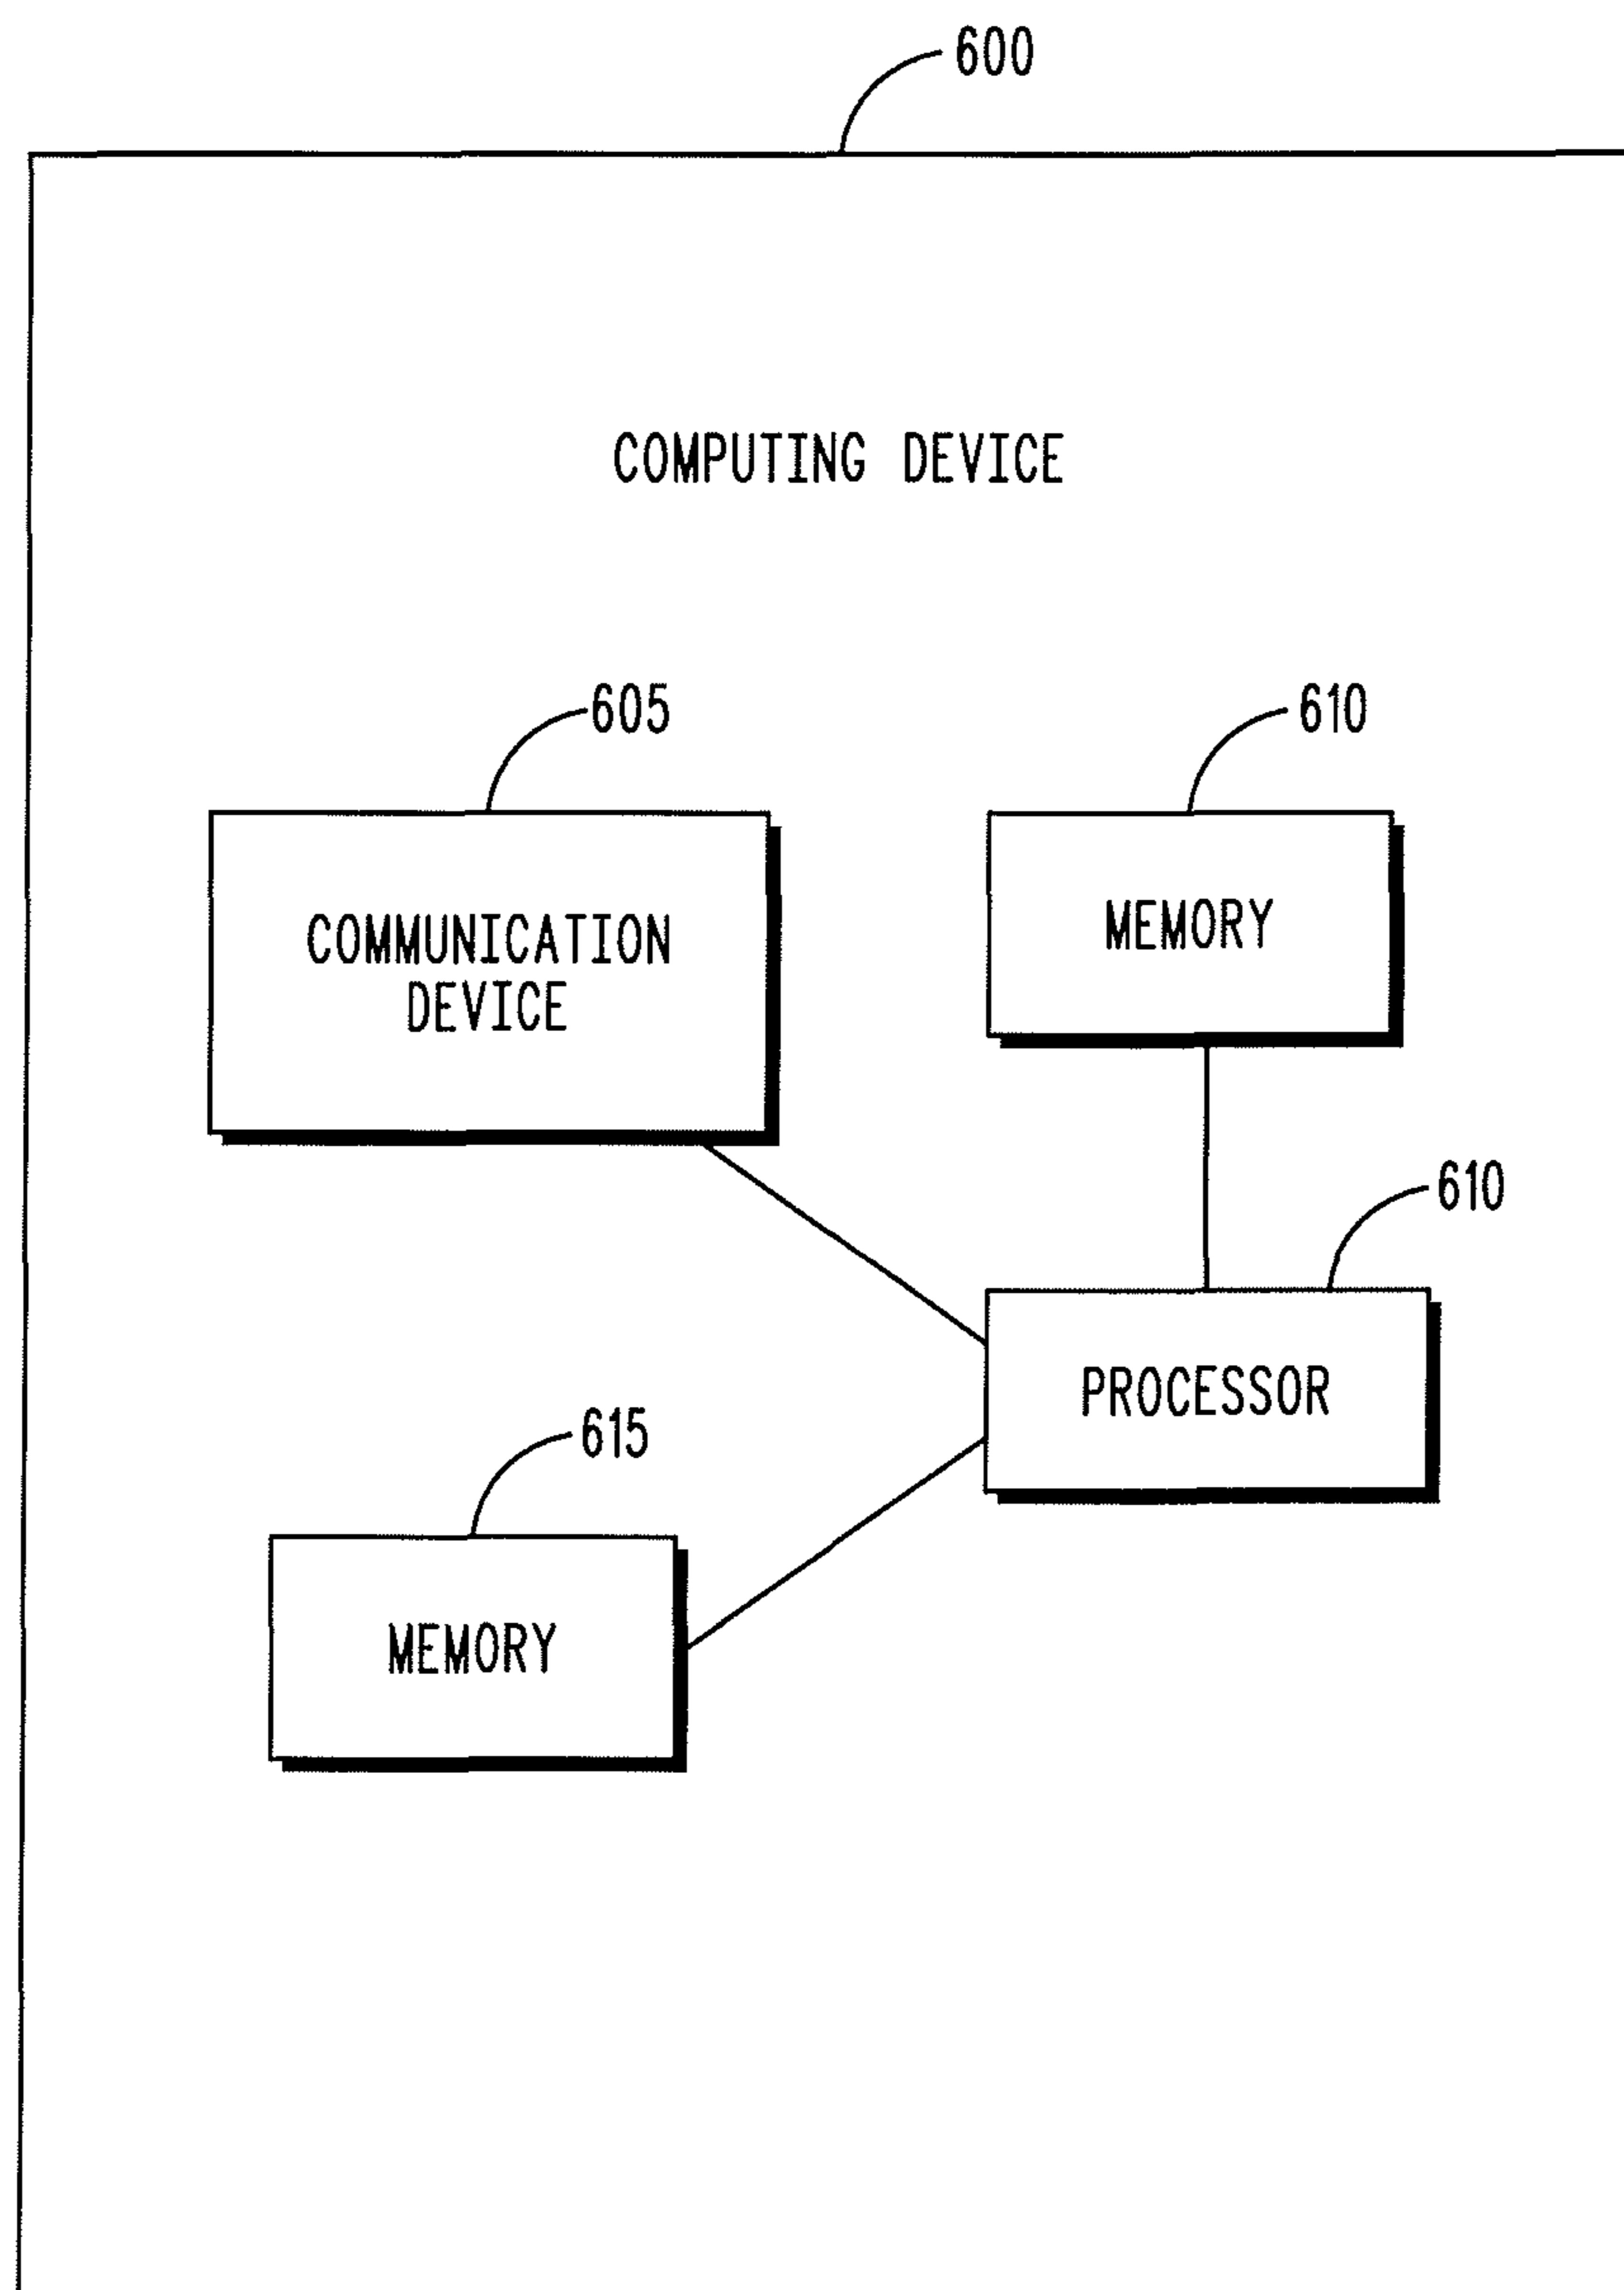 600
COMPUTING DEVICE
605
610
COMMUNICATION
DEVICE
MEMORY
610
PROCESSOR
615
MEMORY